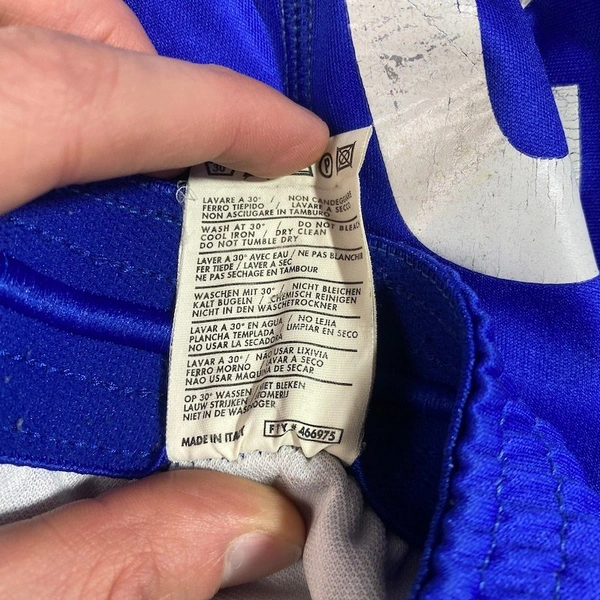 30
P
LAVARE A 30° / NON CANDEGGIARE
FERRO TIEPIDO / LAVARE A SECCO
NON ASCIUGARE IN TAMBURO
WASH AT 30° / DO NOT BLEACH
COOL IRON / DRY CLEAN
DO NOT TUMBLE DRY
LAVER A 30° AVEC EAU / NE PAS BLANCHIR
FER TIEDE / LAVER A SEC
NE PAS SECHAGE EN TAMBOUR
WASCHEN MIT 30° / NICHT BLEICHEN
KALT BUGELN / CHEMISCH REINIGEN
NICHT IN DEN WASCHETROCKNER
LAVAR A 30° EN AGUA / NO LEJIA
PLANCHA TEMPLADA / LIMPIAR EN SECO
NO USAR LA SECADORA
LAVAR A 30° / NÃO USAR LIXIVIA
FERRO MORNO / LAVAR A SECO
NÃO USAR MAQUINA DE SECAR
OP 30° WASSEN / NIET BLEKEN
LAUW STRIJKEN / STOMERIJ
NIET IN DE WASDROGER
MADE IN ITALY
466975